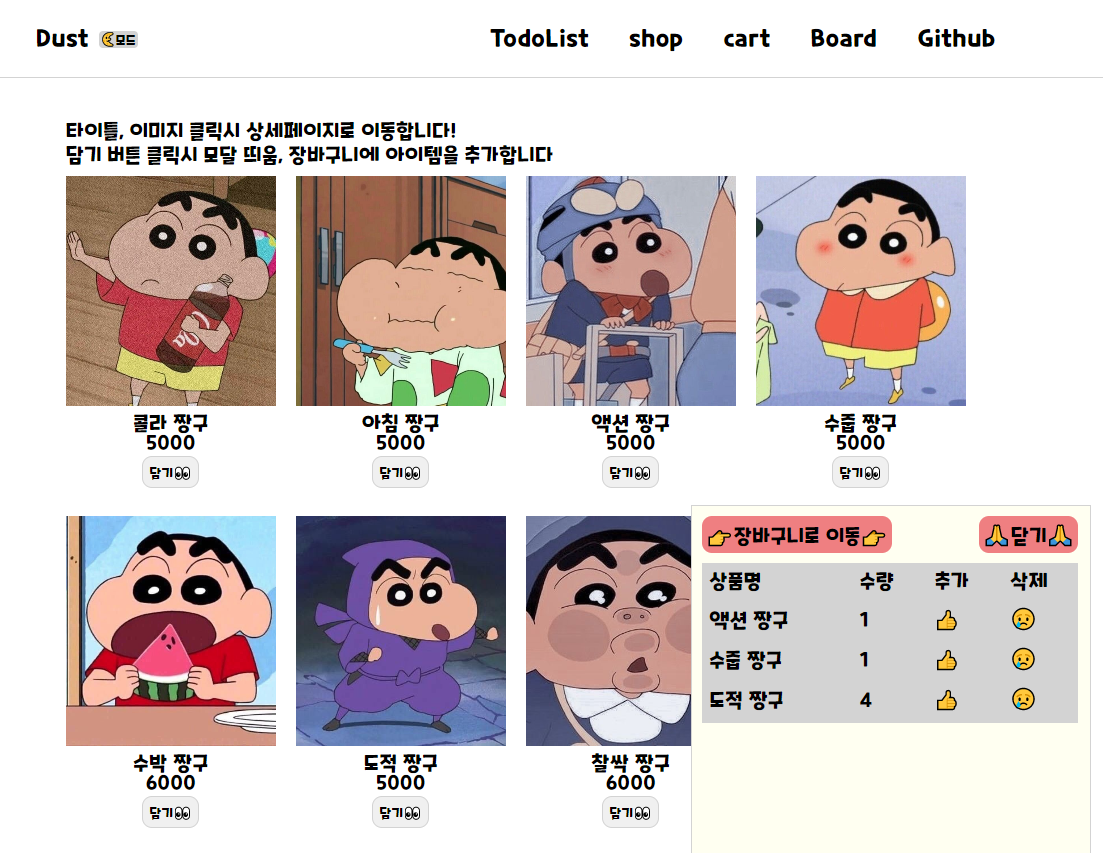 Dust 🌜모드 TodoList shop cart Board Github
타이틀, 이미지 클릭시 상세페이지로 이동합니다!
담기 버튼 클릭시 모달 띄움, 장바구니에 아이템을 추가합니다
콜라 짱구 아침 짱구 액션 짱구 수줍 짱구
5000 5000 5000 5000
담기👀 담기👀 담기👀 담기👀
👉장바구니로 이동👉 🙏닫기🙏
상품명 수량 추가 삭제
액션 짱구 1 👍 😢
수줍 짱구 1 👍 😢
도적 짱구 4 👍 😢
수박 짱구 도적 짱구 찰싹 짱구
6000 5000 6000
담기👀 담기👀 담기👀